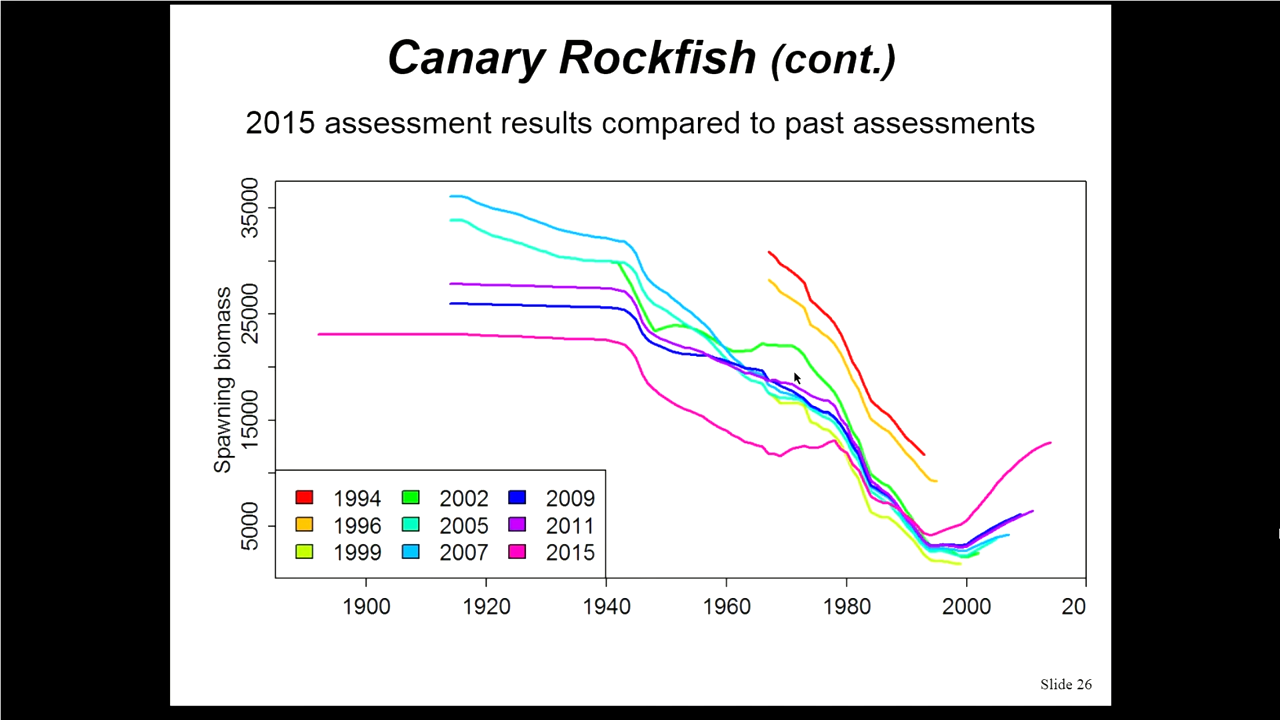 Canary Rockfish (cont.)
2015 assessment results compared to past assessments
Spawning biomass
35000
25000
15000
5000
1994 2002 2009
1996 2005 2011
1999 2007 2015
1900 1920 1940 1960 1980 2000 20
Slide 26